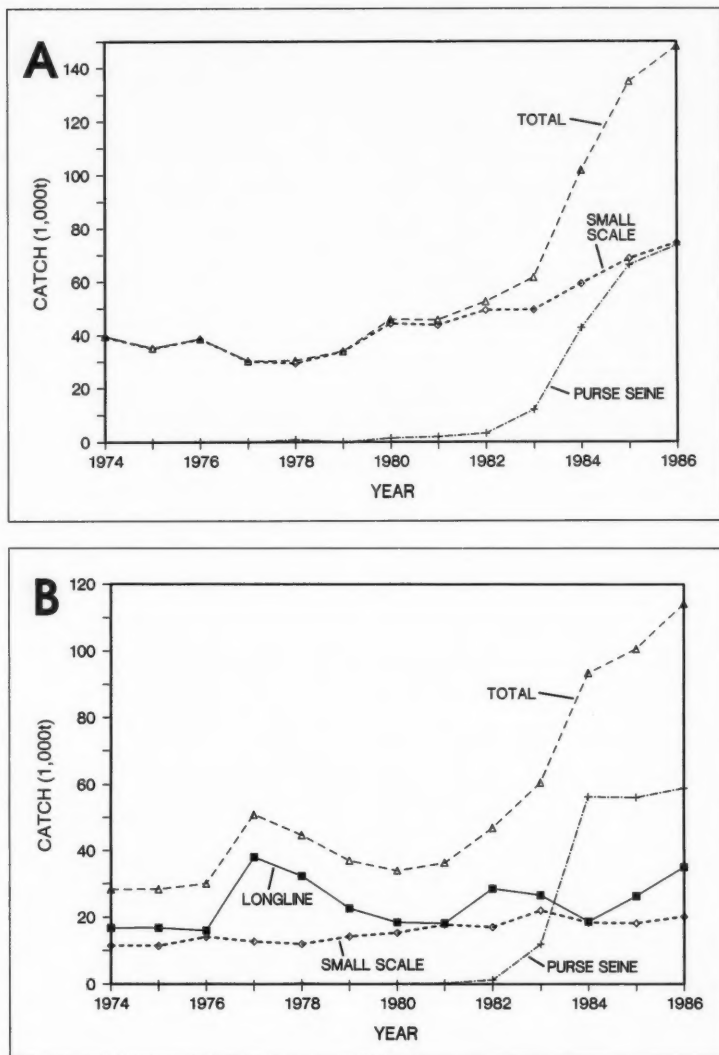 A
CATCH (1,000t)
140
120
100
80
60
40
20
0
TOTAL
SMALL
SCALE
PURSE SEINE
1974 1976 1978 1980 1982 1984 1986
YEAR
B
CATCH (1,000t)
120
100
80
60
40
20
0
TOTAL
LONGLINE
SMALL SCALE
PURSE SEINE
1974 1976 1978 1980 1982 1984 1986
YEAR